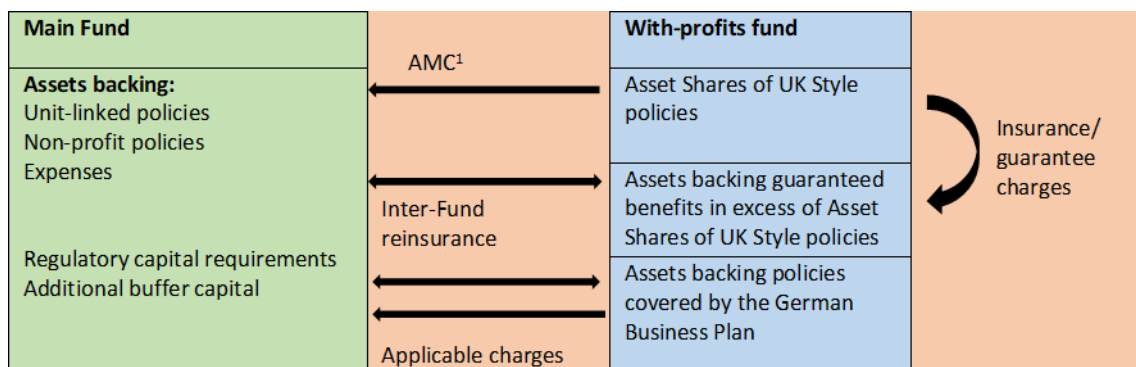 Main Fund
Assets backing:
Unit-linked policies
Non-profit policies
Expenses
Regulatory capital requirements
Additional buffer capital
AMC¹
Inter-Fund
reinsurance
Applicable charges
With-profits fund
Asset Shares of UK Style
policies
Assets backing guaranteed
benefits in excess of Asset
Shares of UK Style policies
Assets backing policies
covered by the German
Business Plan
Insurance/
guarantee
charges